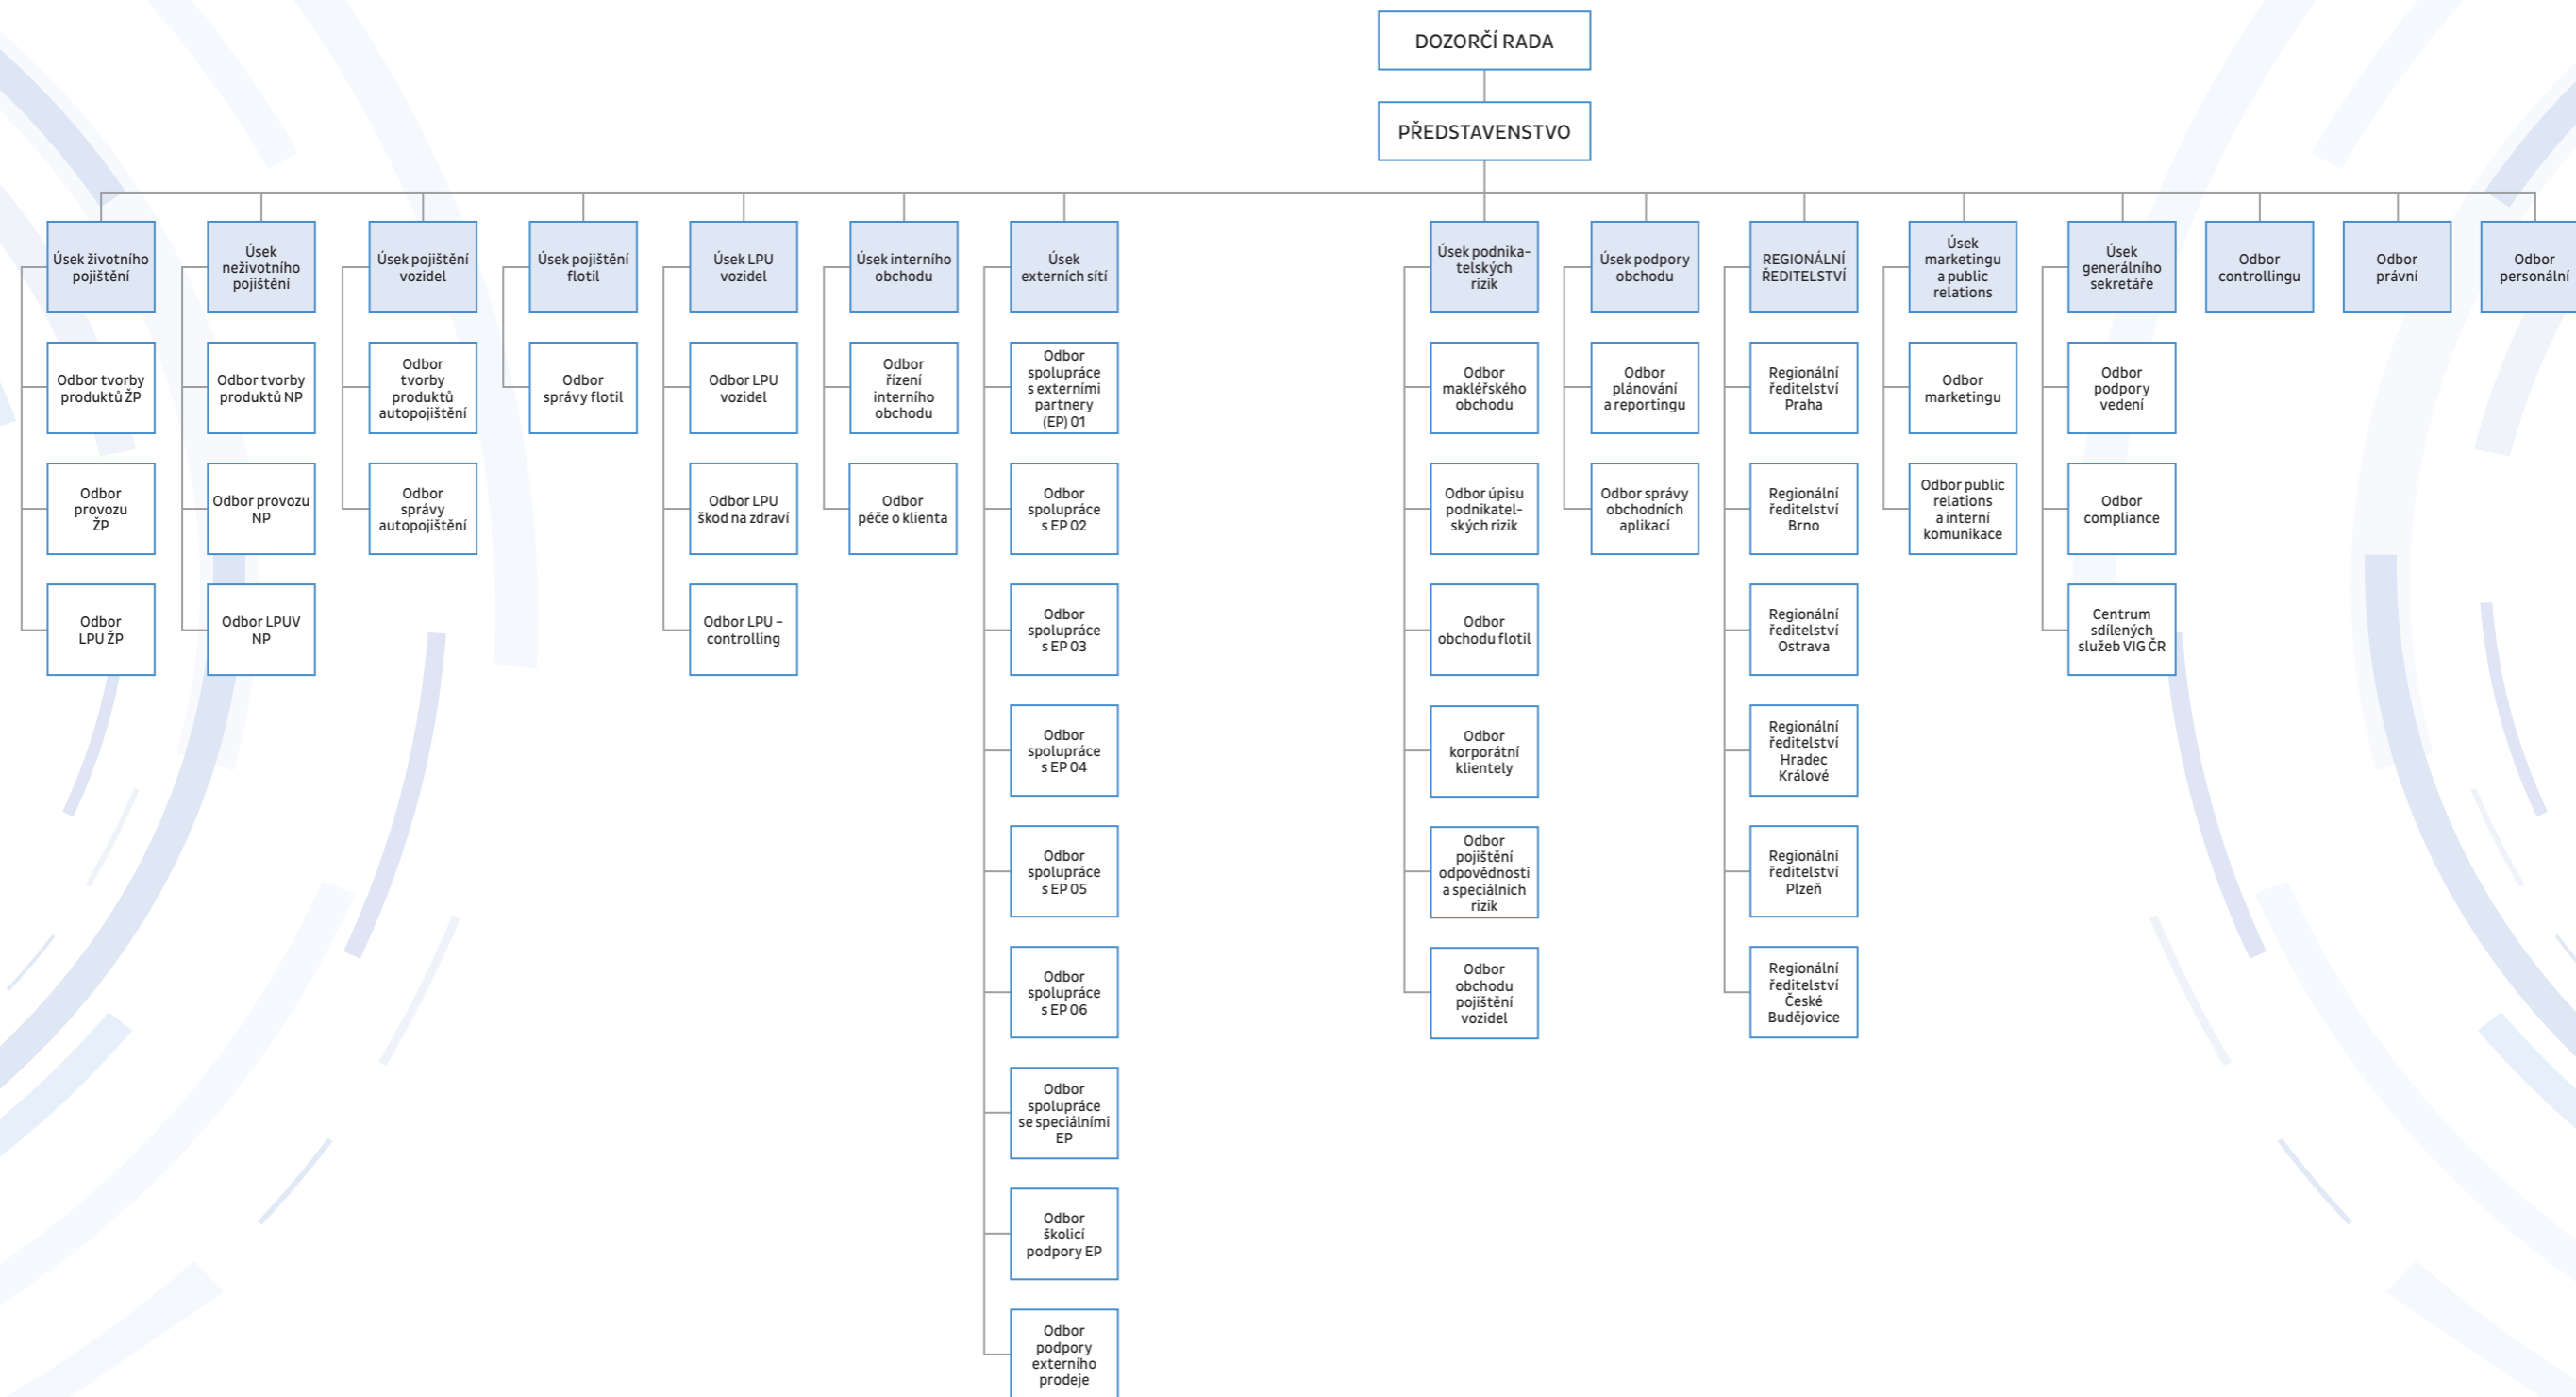 DOZORČÍ RADA
PŘEDSTAVENSTVO
Úsek životního
pojištění
Odbor tvorby
produktů ŽP
Odbor
provozu
ŽP
Odbor
LPU ŽP
Úsek
neživotního
pojištění
Odbor tvorby
produktů NP
Odbor provozu
NP
Odbor LPUV
NP
Úsek pojištění
vozidel
Odbor
tvorby
produktů
autopojištění
Odbor
správy
autopojištění
Úsek pojištění
flotil
Odbor
správy flotil
Úsek LPU
vozidel
Odbor LPU
vozidel
Odbor LPU
škod na zdraví
Odbor LPU –
controlling
Úsek interního
obchodu
Odbor
řízení
interního
obchodu
Odbor
péče o klienta
Úsek
externích sítí
Odbor
spolupráce
s externími
partnery
(EP) 01
Odbor
spolupráce
s EP 02
Odbor
spolupráce
s EP 03
Odbor
spolupráce
s EP 04
Odbor
spolupráce
s EP 05
Odbor
spolupráce
s EP 06
Odbor
spolupráce
se speciálními
EP
Odbor
školicí
podpory EP
Odbor
podpory
externího
prodeje
Úsek podnika-
telských
rizik
Odbor
makléřského
obchodu
Odbor úpisu
podnikatel-
ských rizik
Odbor
obchodu flotil
Odbor
korporátní
klientely
Odbor
pojištění
odpovědnosti
a speciálních
rizik
Odbor
obchodu
pojištění
vozidel
Úsek podpory
obchodu
Odbor
plánování
a reportingu
Odbor správy
obchodních
aplikací
REGIONÁLNÍ
ŘEDITELSTVÍ
Regionální
ředitelství
Praha
Regionální
ředitelství
Brno
Regionální
ředitelství
Ostrava
Regionální
ředitelství
Hradec
Králové
Regionální
ředitelství
Plzeň
Regionální
ředitelství
České
Budějovice
Úsek
marketingu
a public
relations
Odbor
marketingu
Odbor public
relations
a interní
komunikace
Úsek
generálního
sekretáře
Odbor
podpory
vedení
Odbor
compliance
Centrum
sdílených
služeb VIG ČR
Odbor
controllingu
Odbor
právní
Odbor
personální